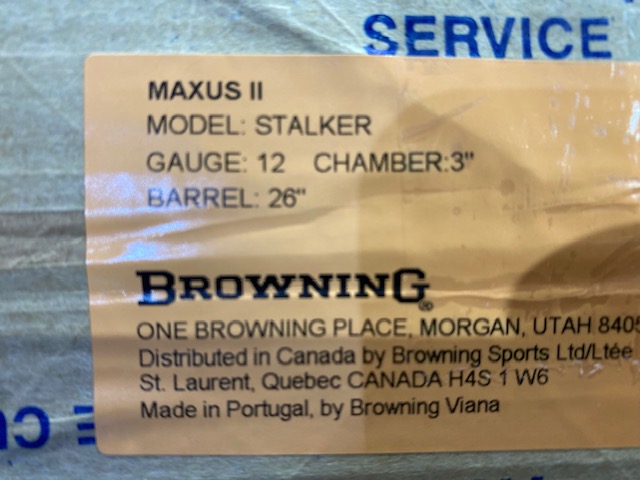 SERVICE
MAXUS II
MODEL: STALKER
GAUGE: 12 CHAMBER:3"
BARREL: 26"
BROWNING®
ONE BROWNING PLACE, MORGAN, UTAH 8405
Distributed in Canada by Browning Sports Ltd/Ltée
St. Laurent, Quebec CANADA H4S 1 W6
Made in Portugal, by Browning Viana